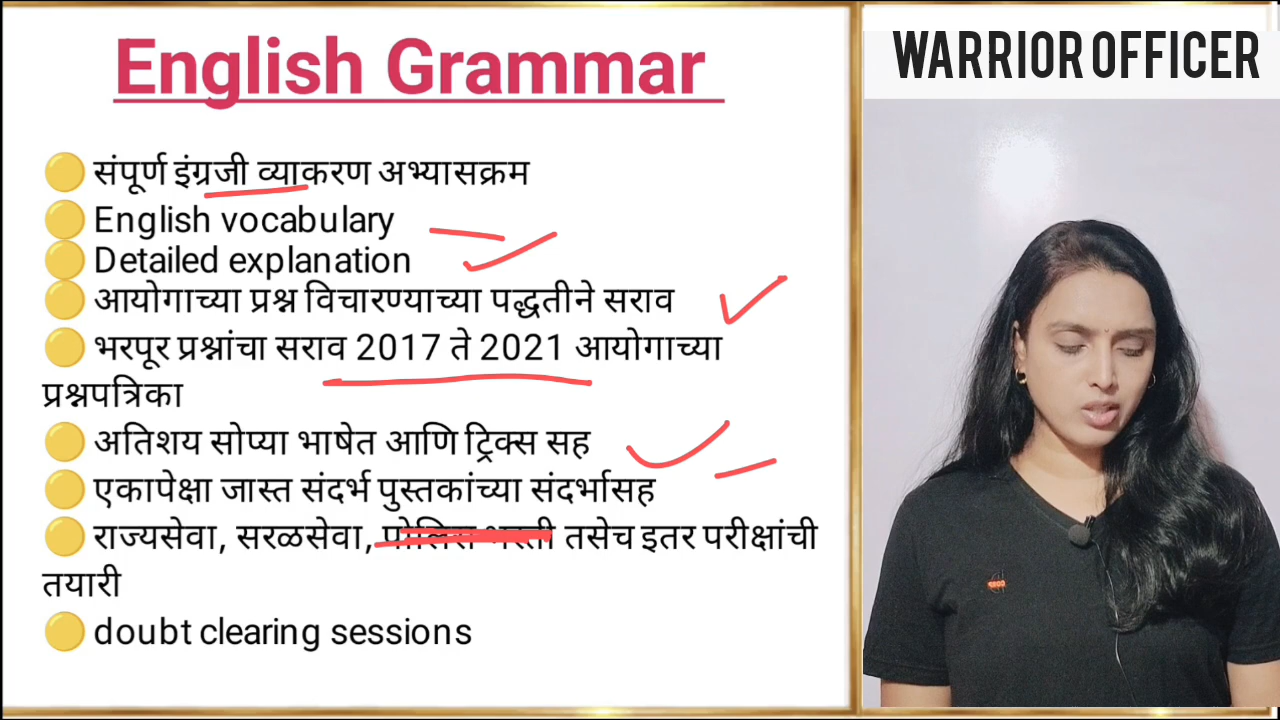 English Grammar
WARRIOR OFFICER
संपूर्ण इंग्रजी व्याकरण अभ्यासक्रम
English vocabulary
Detailed explanation
आयोगाच्या प्रश्न विचारण्याच्या पद्धतीने सराव
भरपूर प्रश्नांचा सराव 2017 ते 2021 आयोगाच्या
प्रश्नपत्रिका
अतिशय सोप्या भाषेत आणि ट्रिक्स सह
एकापेक्षा जास्त संदर्भ पुस्तकांच्या संदर्भासह
राज्यसेवा, सरळसेवा, पोलिस भरती तसेच इतर परीक्षांची
तयारी
doubt clearing sessions